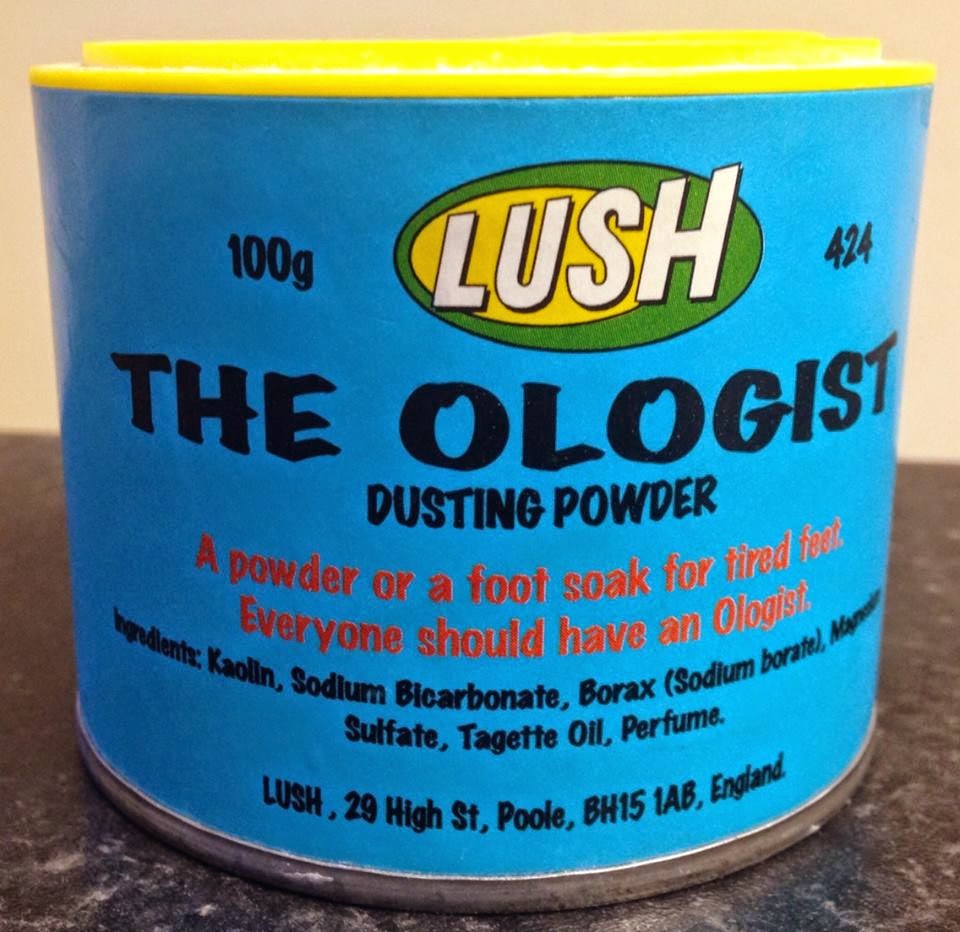 LUSH
100g
424
THE OLOGIST
DUSTING POWDER
A powder or a foot soak for tired feet.
Everyone should have an Ologist.
Ingredients: Kaolin, Sodium Bicarbonate, Borax (Sodium borate),
Sulfate, Tagette Oil, Perfume.
LUSH , 29 High St, Poole, BH15 1AB, England.